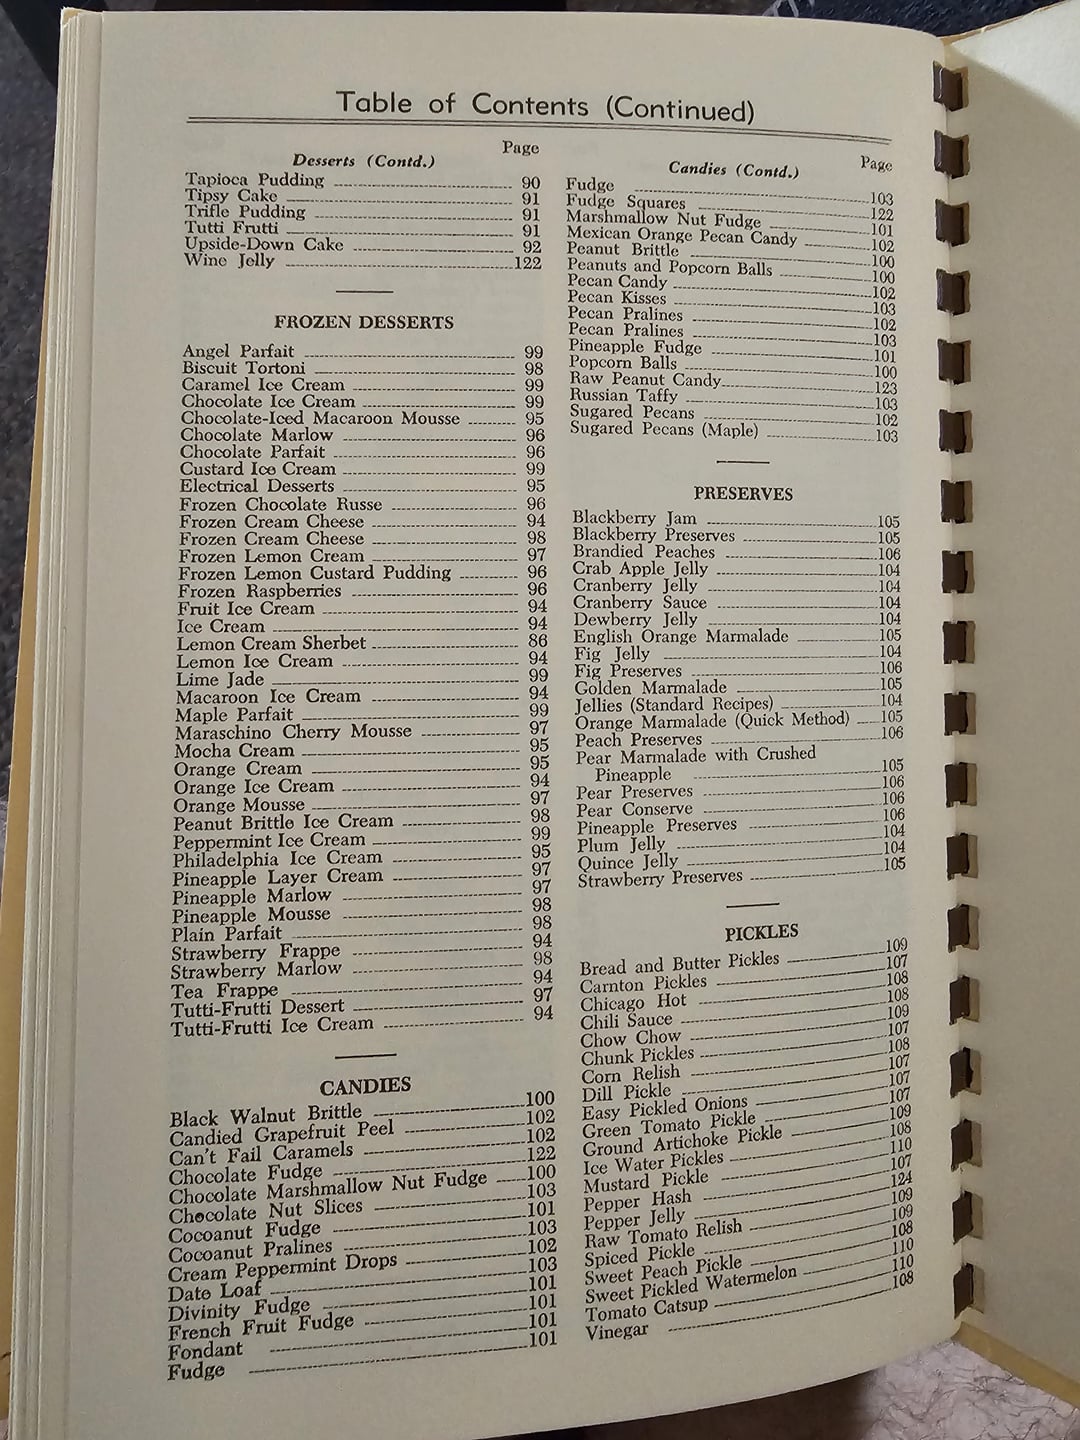 Table of Contents (Continued)
Page
Desserts (Contd.)
Tapioca Pudding 90
Tipsy Cake 91
Trifle Pudding 91
Tutti Frutti 91
Upside-Down Cake 92
Wine Jelly 122
FROZEN DESSERTS
Angel Parfait 99
Biscuit Tortoni 98
Caramel Ice Cream 99
Chocolate Ice Cream 99
Chocolate-Iced Macaroon Mousse 95
Chocolate Marlow 96
Chocolate Parfait 96
Custard Ice Cream 99
Electrical Desserts 95
Frozen Chocolate Russe 96
Frozen Cream Cheese 94
Frozen Cream Cheese 98
Frozen Lemon Cream 97
Frozen Lemon Custard Pudding 96
Frozen Raspberries 96
Fruit Ice Cream 94
Ice Cream 94
Lemon Cream Sherbet 86
Lemon Ice Cream 94
Lime Jade 99
Macaroon Ice Cream 94
Maple Parfait 99
Maraschino Cherry Mousse 97
Mocha Cream 95
Orange Cream 95
Orange Ice Cream 94
Orange Mousse 97
Peanut Brittle Ice Cream 98
Peppermint Ice Cream 99
Philadelphia Ice Cream 95
Pineapple Layer Cream 97
Pineapple Marlow 97
Pineapple Mousse 98
Plain Parfait 98
Strawberry Frappe 94
Strawberry Marlow 98
Tea Frappe 94
Tutti-Frutti Dessert 97
Tutti-Frutti Ice Cream 94
CANDIES
Black Walnut Brittle 100
Candied Grapefruit Peel 102
Can't Fail Caramels 102
Chocolate Fudge 122
Chocolate Marshmallow Nut Fudge 100
Chocolate Nut Slices 103
Cocoanut Fudge 101
Cocoanut Pralines 103
Cream Peppermint Drops 102
Date Loaf 103
Divinity Fudge 101
French Fruit Fudge 101
Fondant 101
Fudge 101
Page
Candies (Contd.)
Fudge 103
Fudge Squares 122
Marshmallow Nut Fudge 101
Mexican Orange Pecan Candy 102
Peanut Brittle 100
Peanuts and Popcorn Balls 100
Pecan Candy 102
Pecan Kisses 103
Pecan Pralines 102
Pecan Pralines 103
Pineapple Fudge 101
Popcorn Balls 100
Raw Peanut Candy 123
Russian Taffy 103
Sugared Pecans 102
Sugared Pecans (Maple) 103
PRESERVES
Blackberry Jam 105
Blackberry Preserves 105
Brandied Peaches 106
Crab Apple Jelly 104
Cranberry Jelly 104
Cranberry Sauce 104
Dewberry Jelly 104
English Orange Marmalade 105
Fig Jelly 104
Fig Preserves 106
Golden Marmalade 105
Jellies (Standard Recipes) 104
Orange Marmalade (Quick Method) 105
Peach Preserves 106
Pear Marmalade with Crushed
Pineapple 105
Pear Preserves 106
Pear Conserve 106
Pineapple Preserves 106
Plum Jelly 104
Quince Jelly 104
Strawberry Preserves 105
PICKLES
Bread and Butter Pickles 109
Carnton Pickles 107
Chicago Hot 108
Chili Sauce 108
Chow Chow 109
Chunk Pickles 107
Corn Relish 108
Dill Pickle 107
Easy Pickled Onions 107
Green Tomato Pickle 107
Ground Artichoke Pickle 109
Ice Water Pickles 108
Mustard Pickle 110
Pepper Hash 107
Pepper Jelly 124
Raw Tomato Relish 109
Spiced Pickle 109
Sweet Peach Pickle 108
Sweet Pickled Watermelon 110
Tomato Catsup 110
Vinegar 108